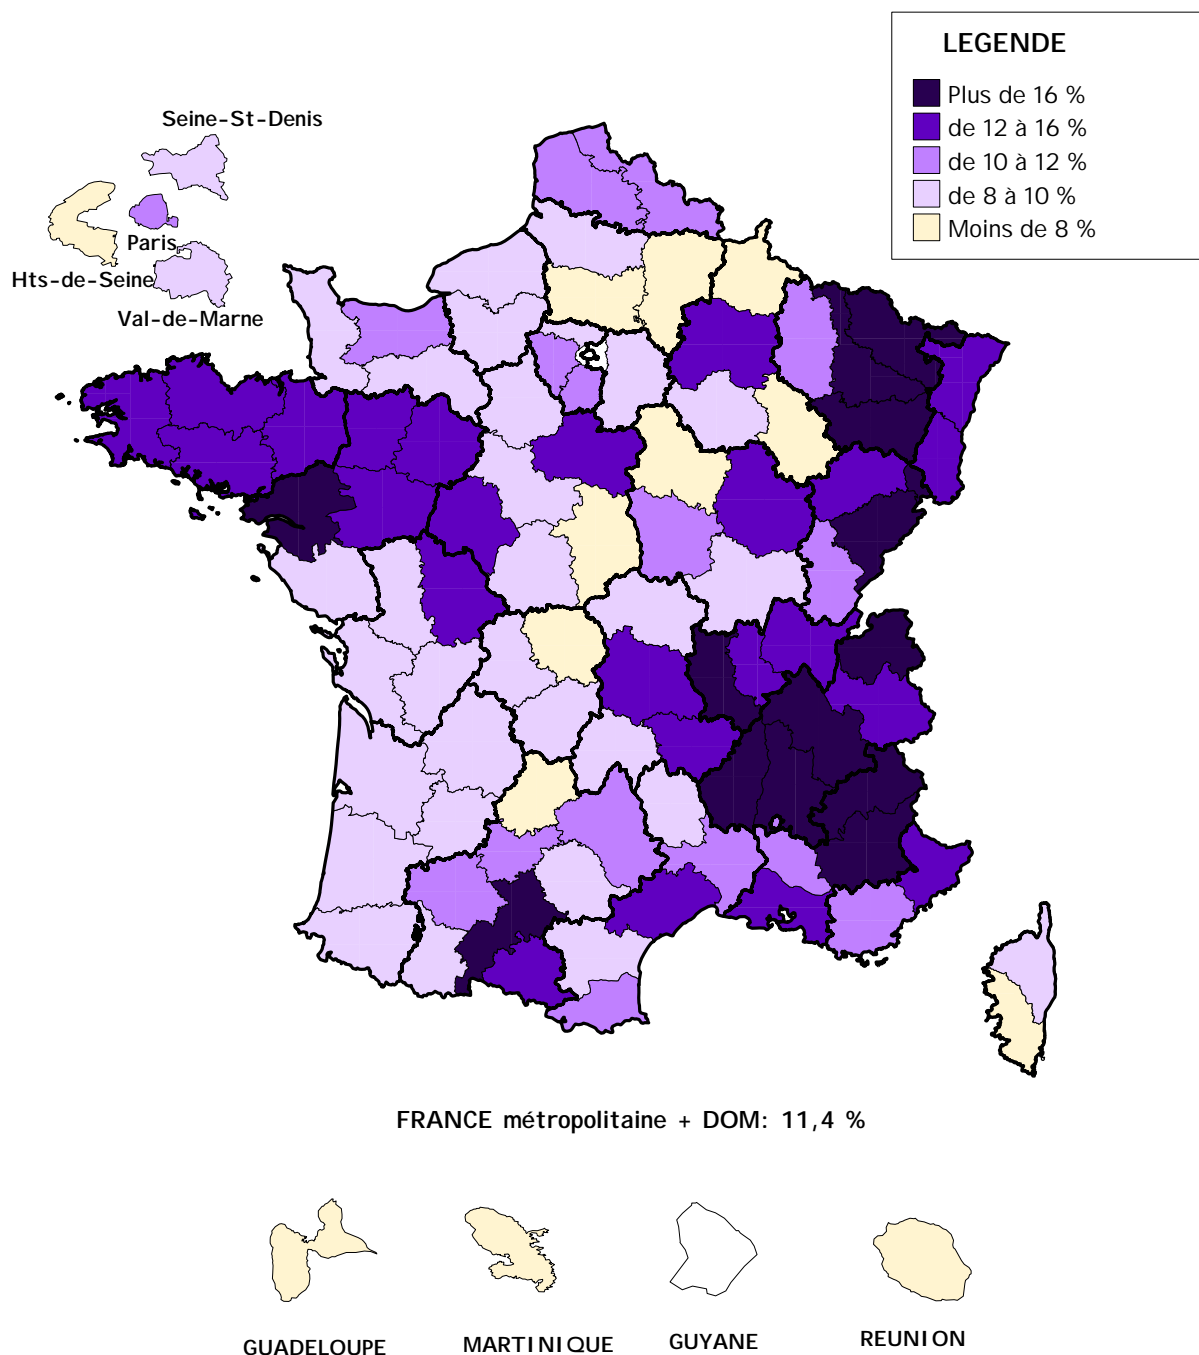 LEGENDE
Plus de 16 %
de 12 à 16 %
de 10 à 12 %
de 8 à 10 %
Moins de 8 %
Seine-St-Denis
Paris
Hts-de-Seine
Val-de-Marne
FRANCE métropolitaine + DOM: 11,4 %
GUADELOUPE
MARTINIQUE
GUYANE
REUNION